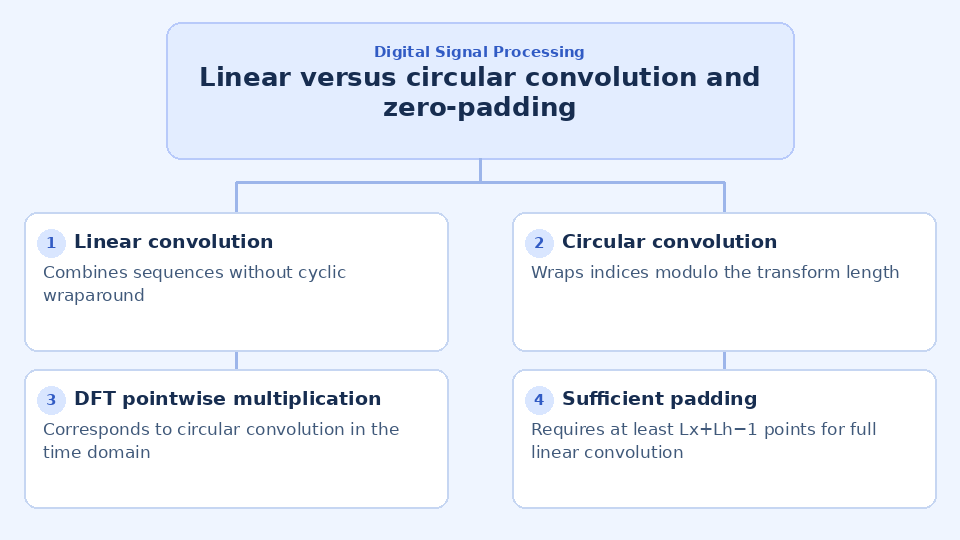 Digital Signal Processing
Linear versus circular convolution and
zero-padding
1 Linear convolution
Combines sequences without cyclic
wraparound
2 Circular convolution
Wraps indices modulo the transform length
3 DFT pointwise multiplication
Corresponds to circular convolution in the
time domain
4 Sufficient padding
Requires at least Lx+Lh−1 points for full
linear convolution